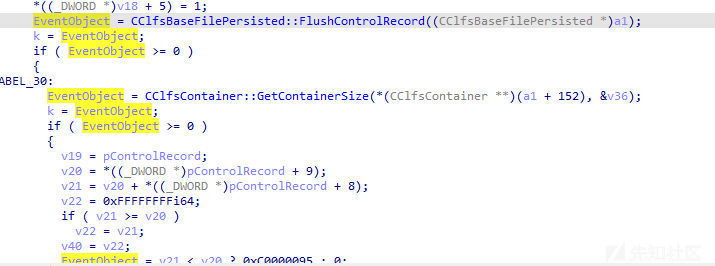 *((_DWORD *)v18 + 5) = 1;
EventObject = CClfsBaseFilePersisted::FlushControlRecord((CClfsBaseFilePersisted *)a1);
k = EventObject;
if ( EventObject >= 0 )
{
ABEL_30:
EventObject = CClfsContainer::GetContainerSize(*(CClfsContainer **)(a1 + 152), &v36);
k = EventObject;
if ( EventObject >= 0 )
{
v19 = pControlRecord;
v20 = *((_DWORD *)pControlRecord + 9);
v21 = v20 + *((_DWORD *)pControlRecord + 8);
v22 = 0xFFFFFFFFi64;
if ( v21 >= v20 )
v22 = v21;
v40 = v22;
EventObject = v21 < v20 ? 0xC0000095 : 0;
先知社区